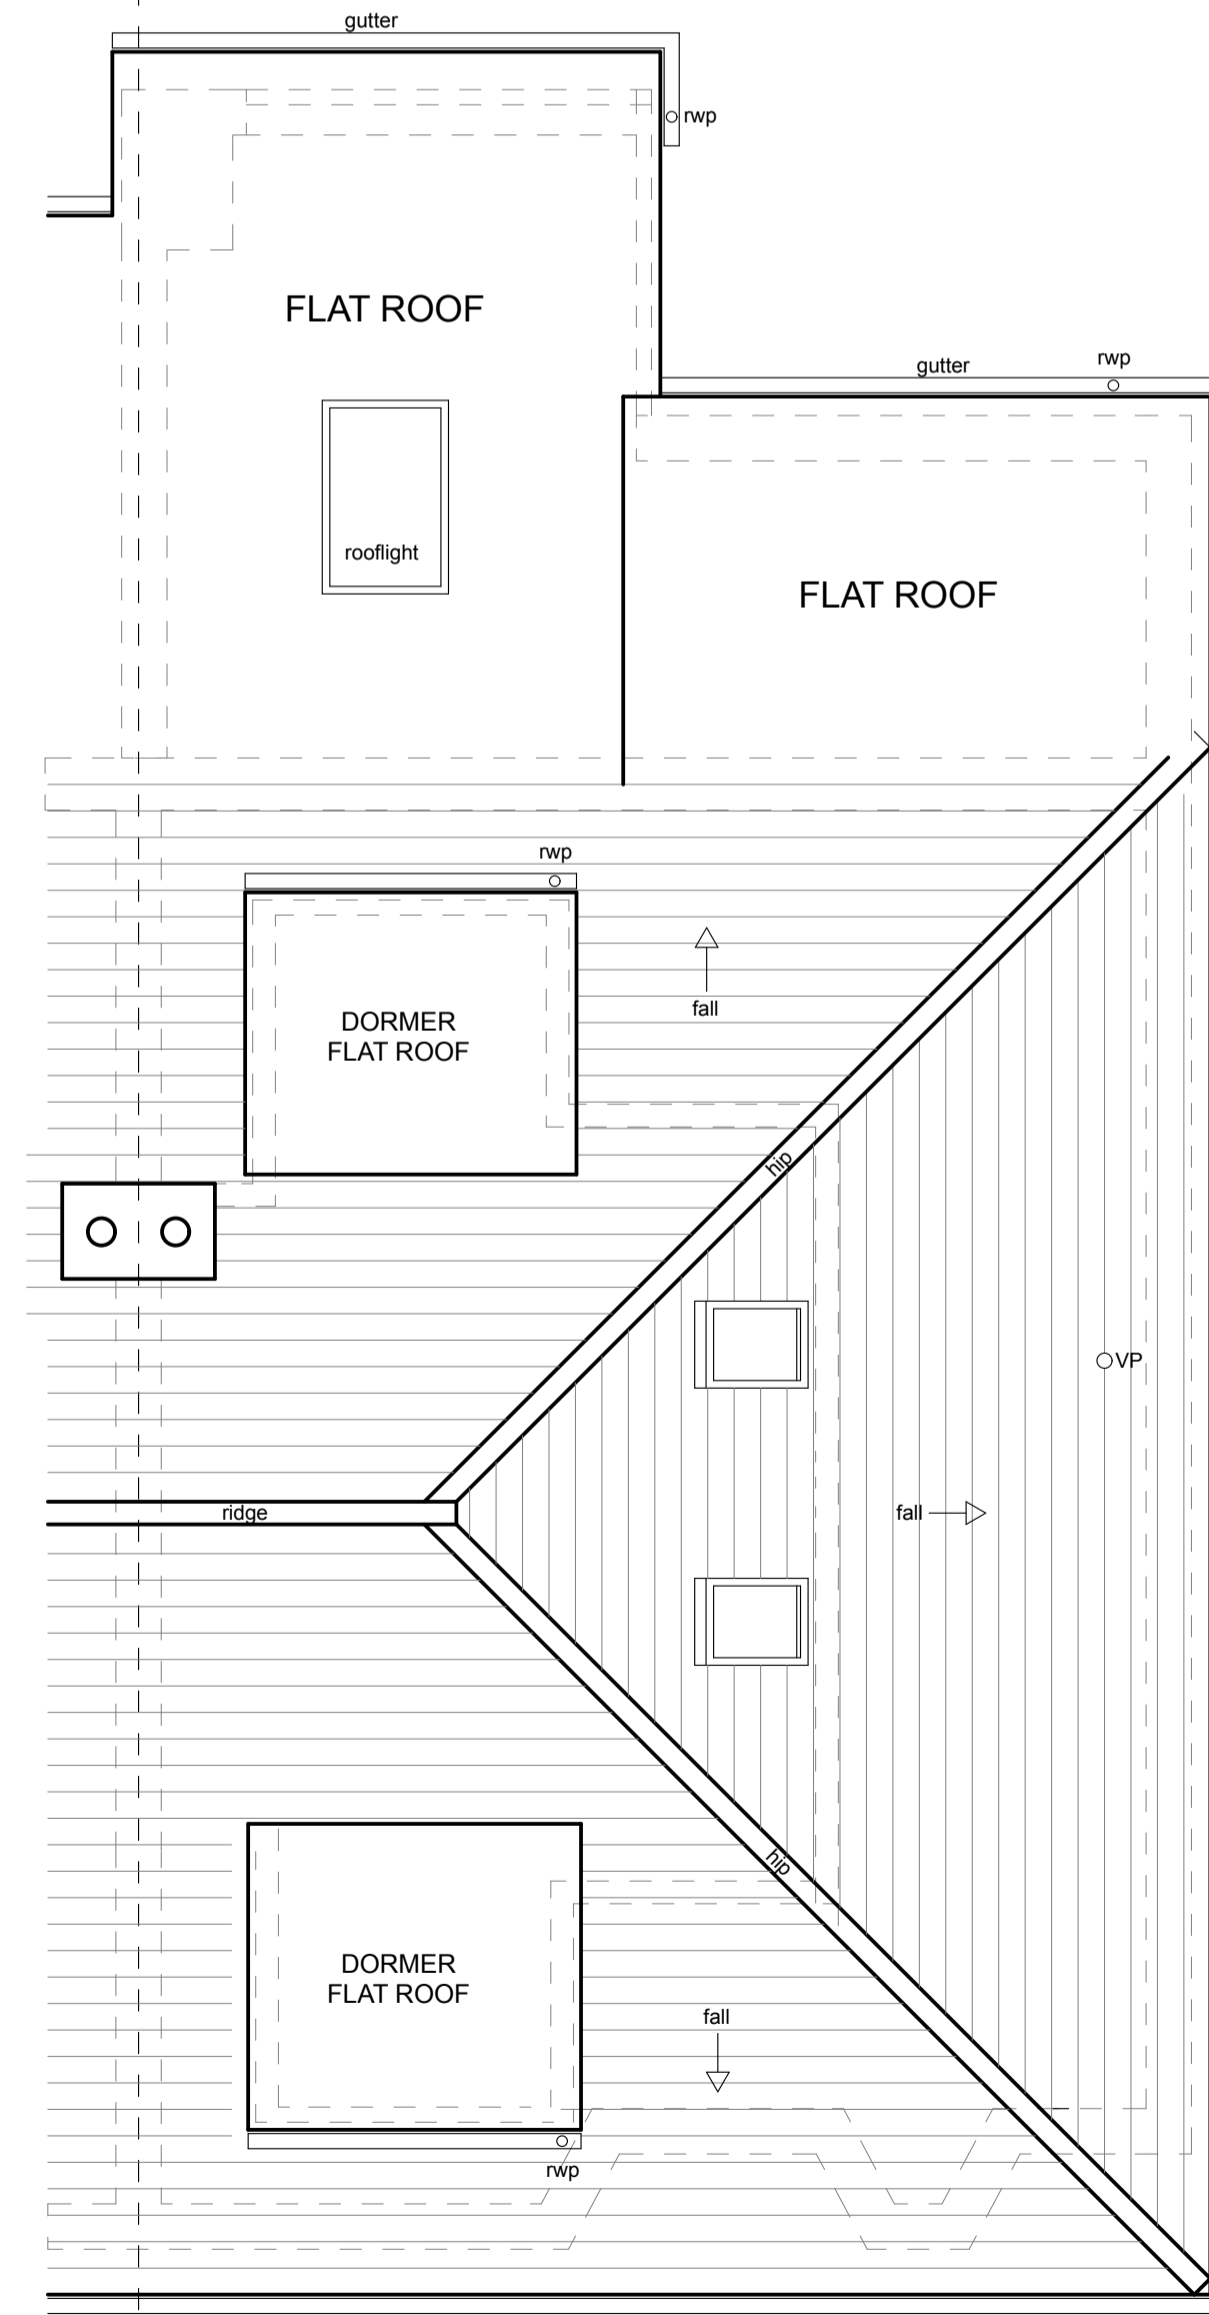 gutter
rwp
FLAT ROOF
gutter
rwp
rooflight
FLAT ROOF
rwp
DORMER
FLAT ROOF
fall
hip
VP
ridge
fall
hip
DORMER
FLAT ROOF
fall
rwp